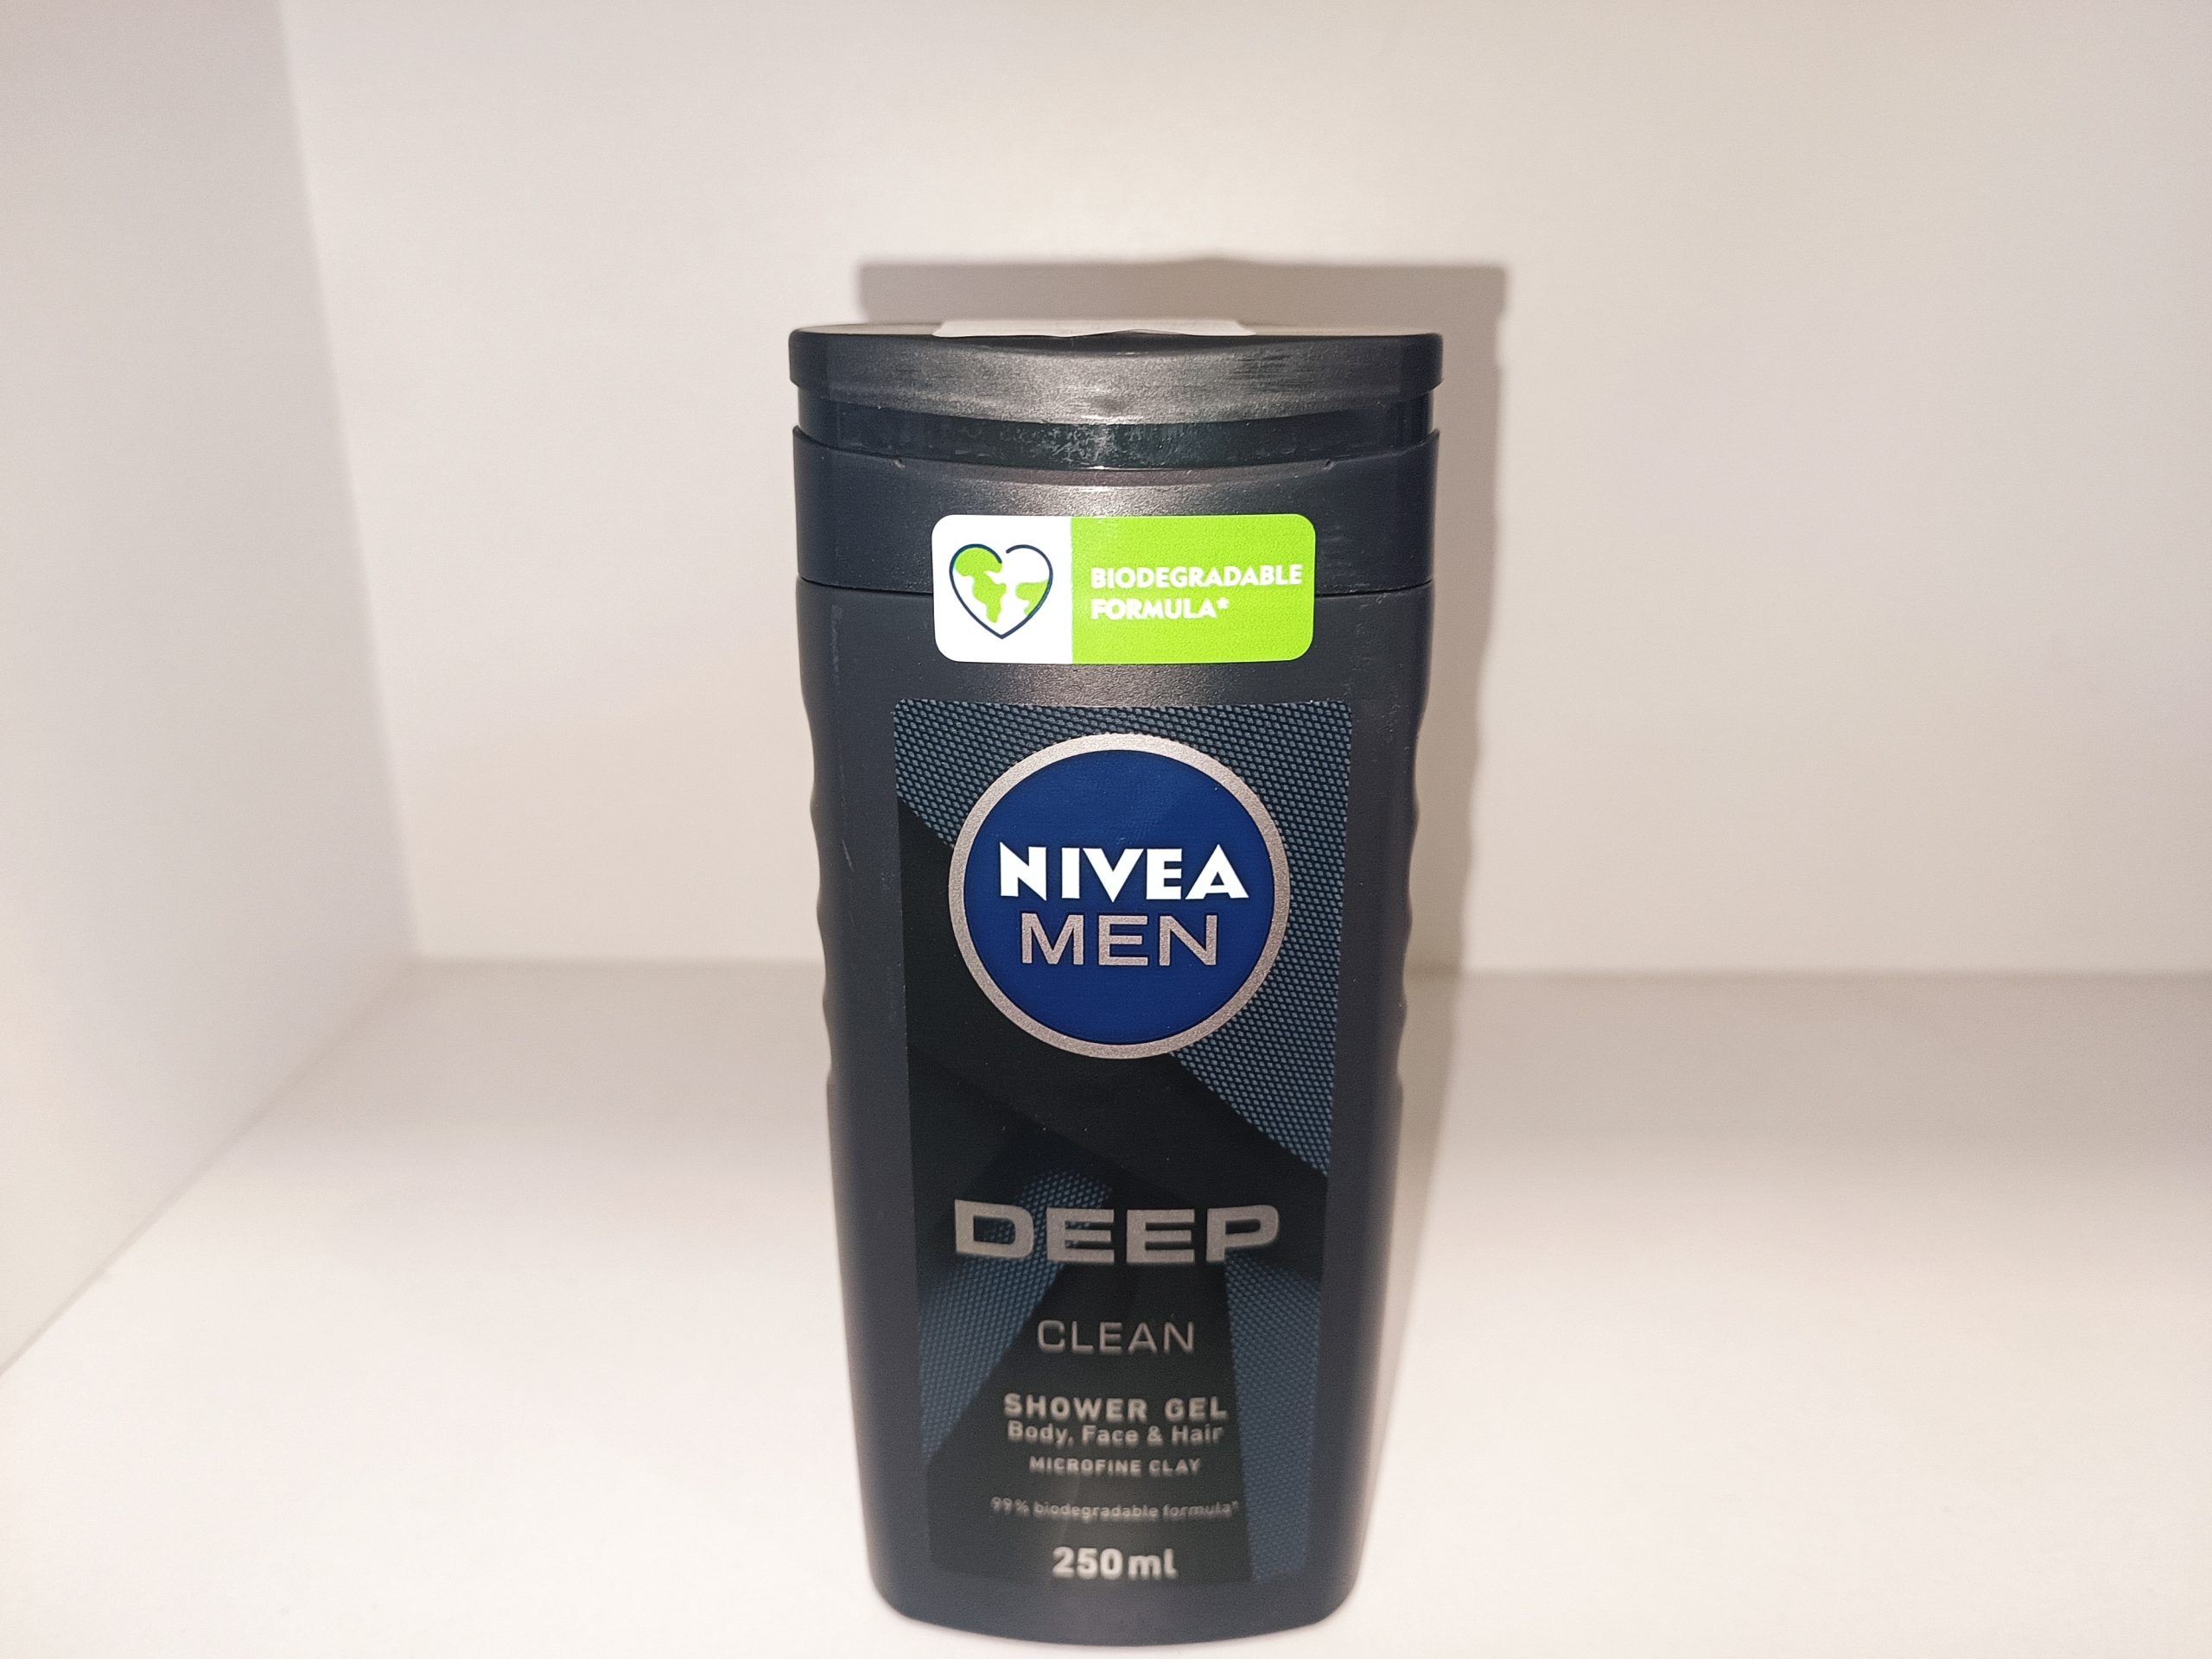 BIODEGRADABLE
FORMULA*
NIVEA
MEN
DEEP
CLEAN
SHOWER GEL
Body, Face & Hair
MICROFINE CLAY
99% biodegradable formula*
250ml